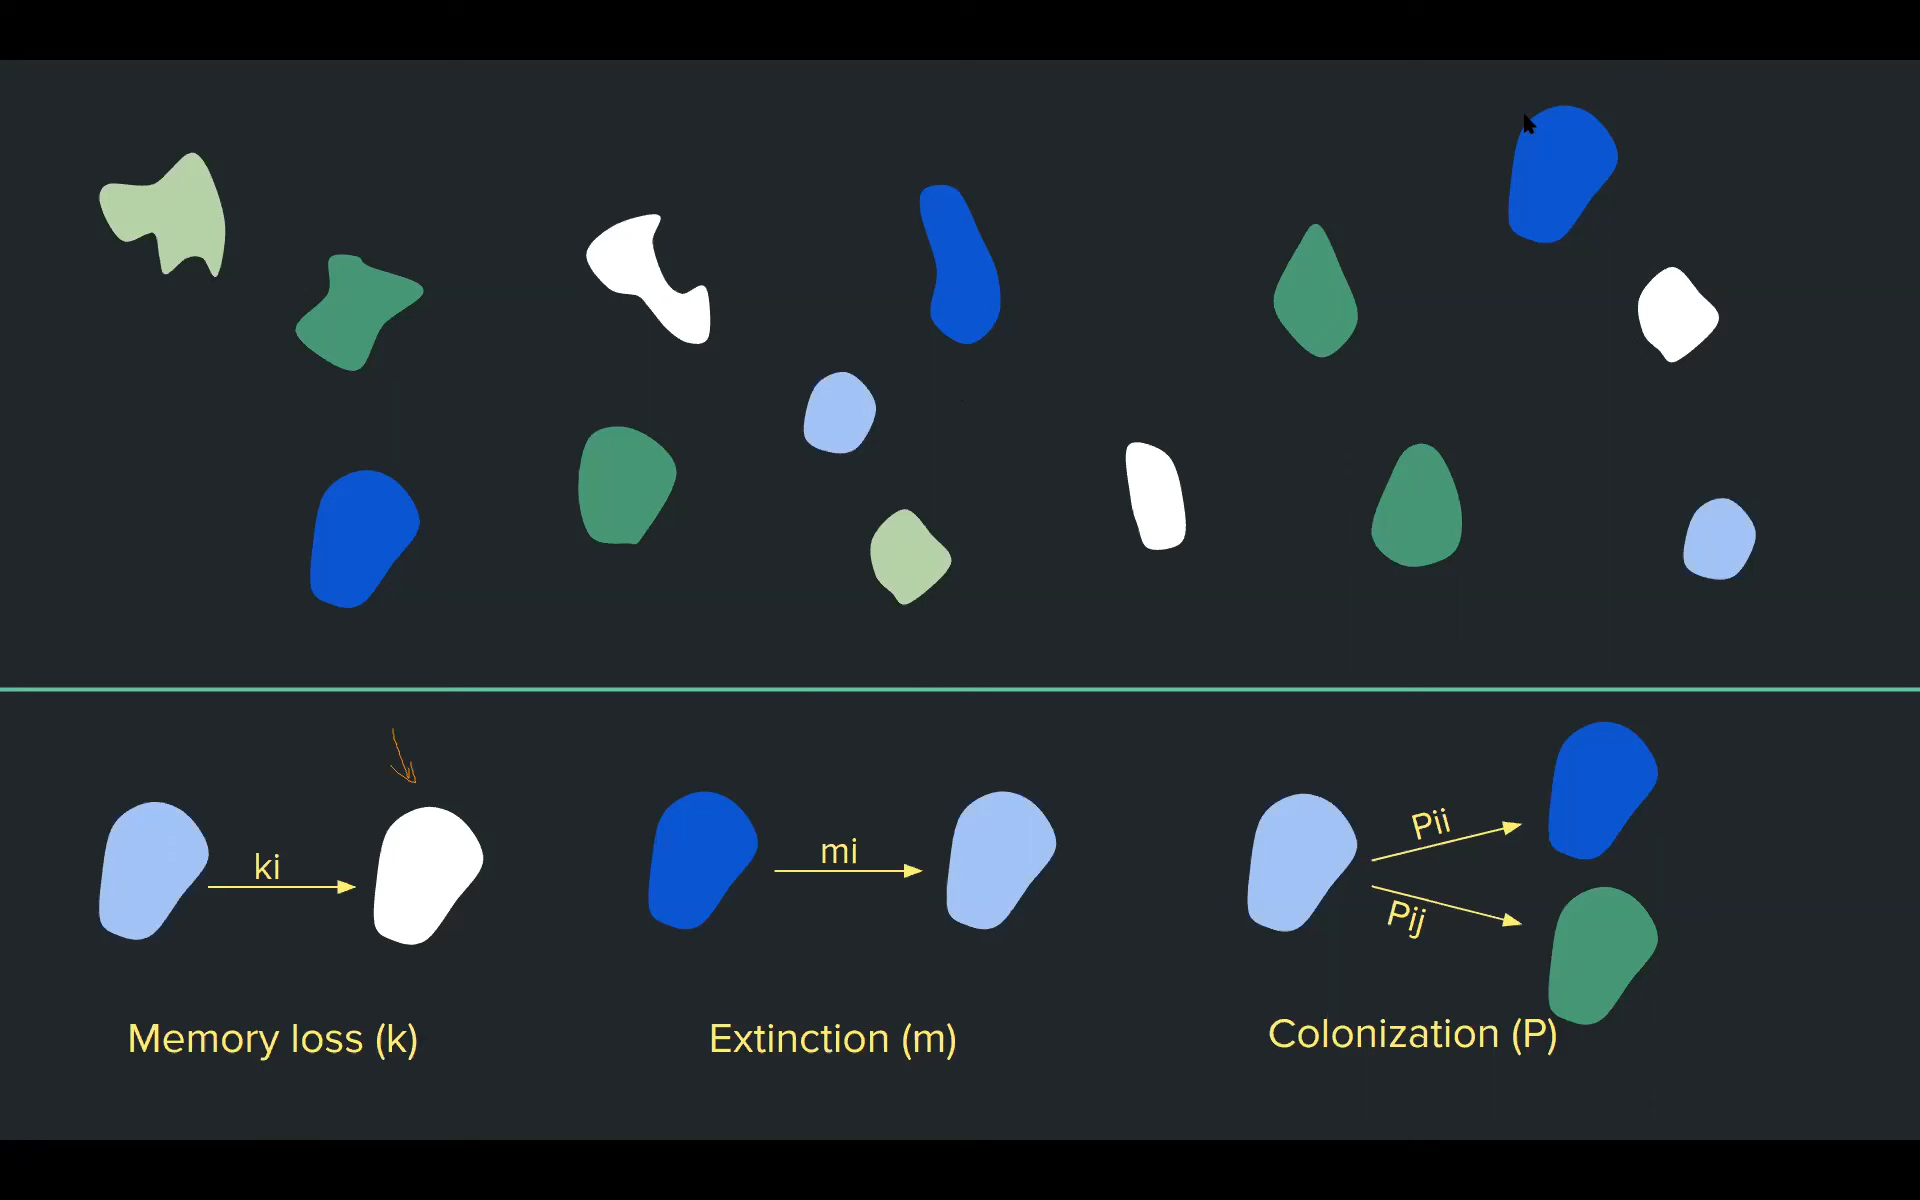 ki
mi
Pii
Pij
Memory loss (k)
Extinction (m)
Colonization (P)